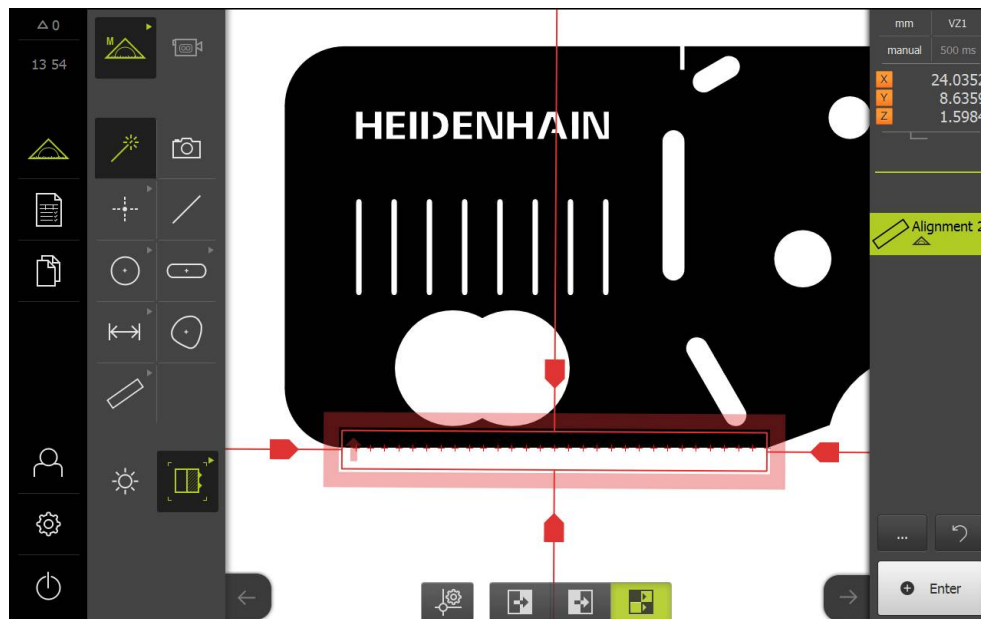 0
13 54
M
HEIDENHAIN
mm VZ1
manual 500 ms
X 24.0352
Y 8.6359
Z 1.5984
Alignment 2
...
Enter